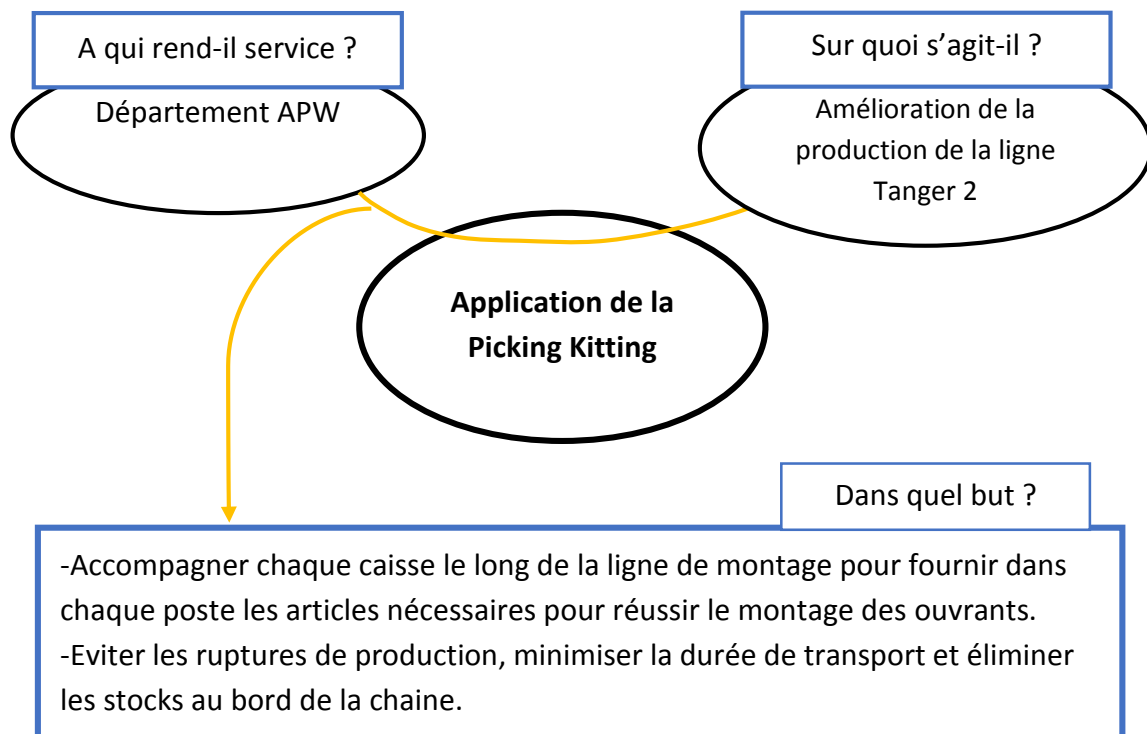 A qui rend-il service ?
Département APW
Sur quoi s’agit-il ?
Amélioration de la
production de la ligne
Tanger 2
Application de la
Picking Kitting
Dans quel but ?
-Accompagner chaque caisse le long de la ligne de montage pour fournir dans
chaque poste les articles nécessaires pour réussir le montage des ouvrants.
-Eviter les ruptures de production, minimiser la durée de transport et éliminer
les stocks au bord de la chaine.